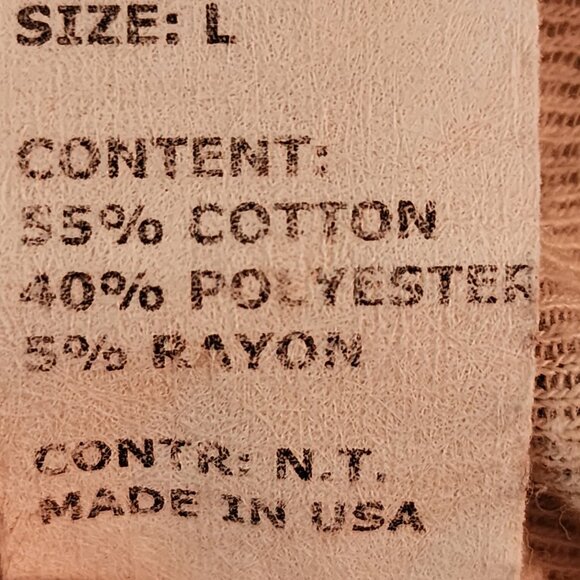 SIZE: L
CONTENT:
55% COTTON
40% POLYESTER
5% RAYON
CONTR: N.T.
MADE IN USA